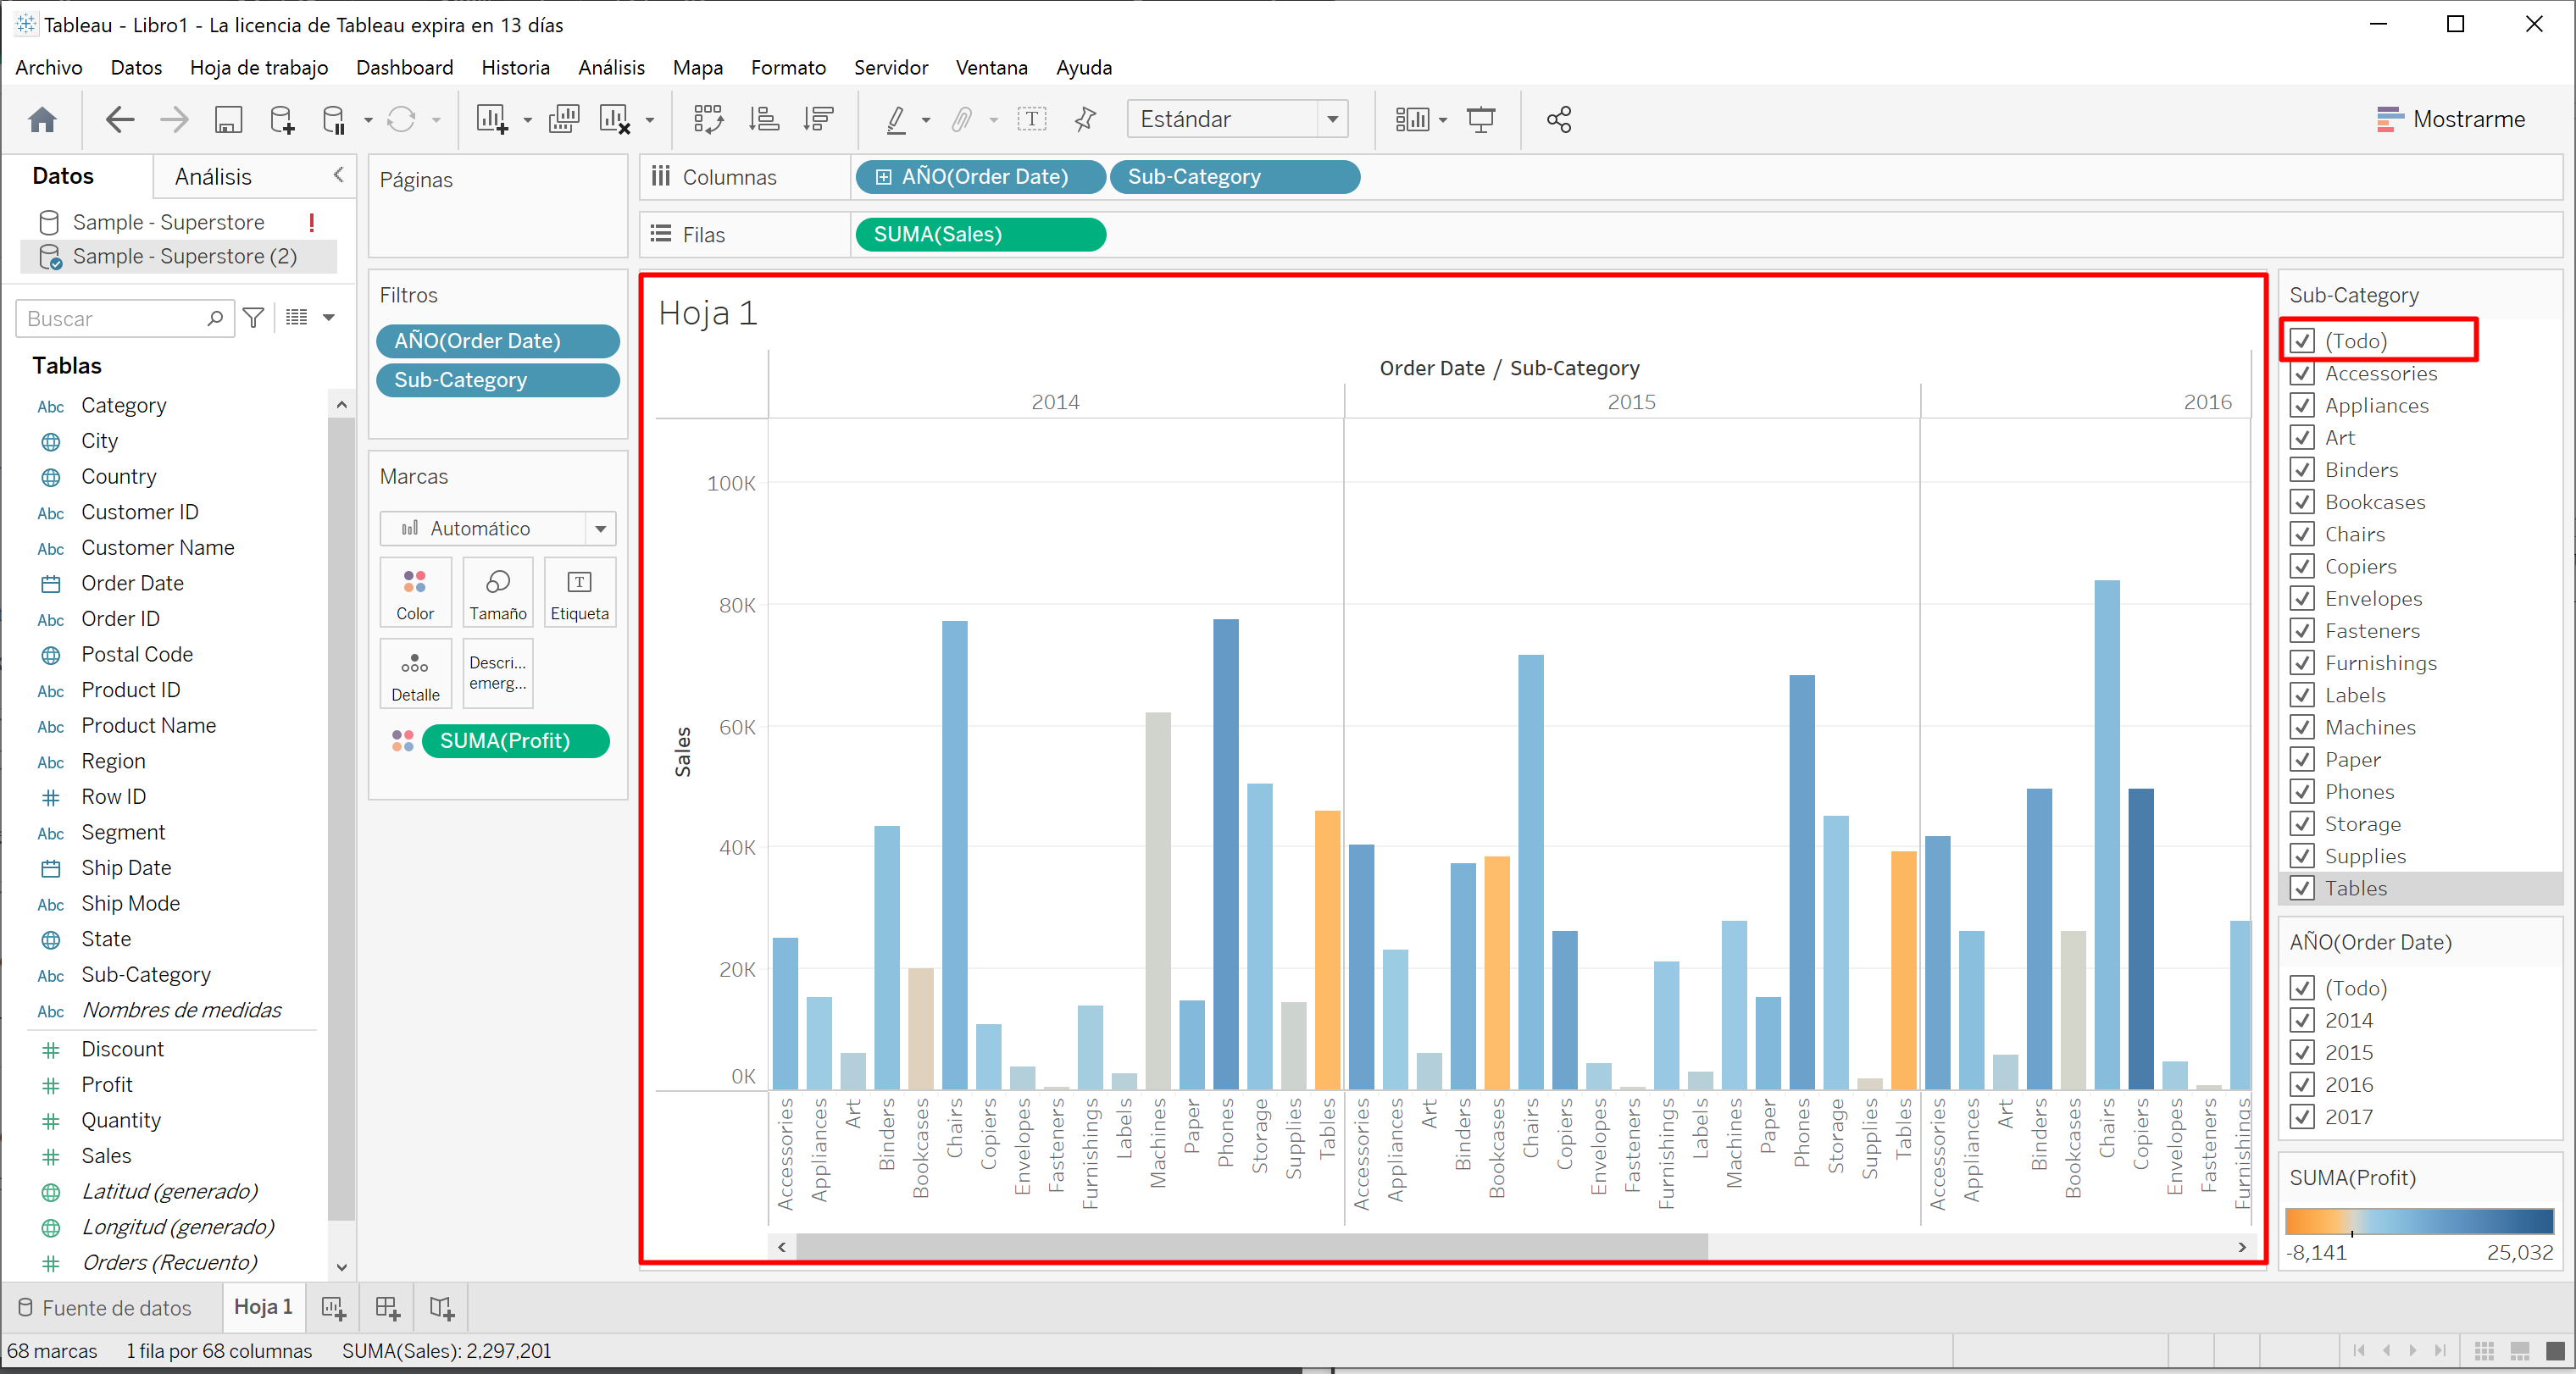 Tableau - Libro1 - La licencia de Tableau expira en 13 días
Archivo Datos Hoja de trabajo Dashboard Historia Análisis Mapa Formato Servidor Ventana Ayuda
Estándar
Mostrarme
Datos Análisis
Sample - Superstore !
Sample - Superstore (2)
Buscar
Tablas
Abc Category
City
Country
Abc Customer ID
Abc Customer Name
Order Date
Abc Order ID
Postal Code
Abc Product ID
Abc Product Name
Abc Region
# Row ID
Abc Segment
Ship Date
Abc Ship Mode
State
Abc Sub-Category
Abc Nombres de medidas
# Discount
# Profit
# Quantity
# Sales
Latitud (generado)
Longitud (generado)
# Orders (Recuento)
Páginas
Filtros
AÑO(Order Date)
Sub-Category
Marcas
Automático
Color Tamaño Etiqueta
Detalle
Descri...
emerg...
SUMA(Profit)
Columnas AÑO(Order Date) Sub-Category
Filas SUMA(Sales)
Hoja 1
Order Date / Sub-Category
2014 2015 2016
Sales
100K
80K
60K
40K
20K
0K
Accessories Appliances Art Binders Bookcases Chairs Copiers Envelopes Fasteners Furnishings Labels Machines Paper Phones Storage Supplies Tables
Accessories Appliances Art Binders Bookcases Chairs Copiers Envelopes Fasteners Furnishings Labels Machines Paper Phones Storage Supplies Tables
Accessories Appliances Art Binders Bookcases Chairs Copiers Envelopes Fasteners Furnishings
Sub-Category
(Todo)
Accessories
Appliances
Art
Binders
Bookcases
Chairs
Copiers
Envelopes
Fasteners
Furnishings
Labels
Machines
Paper
Phones
Storage
Supplies
Tables
AÑO(Order Date)
(Todo)
2014
2015
2016
2017
SUMA(Profit)
-8,141 25,032
Fuente de datos Hoja 1
68 marcas 1 fila por 68 columnas SUMA(Sales): 2,297,201